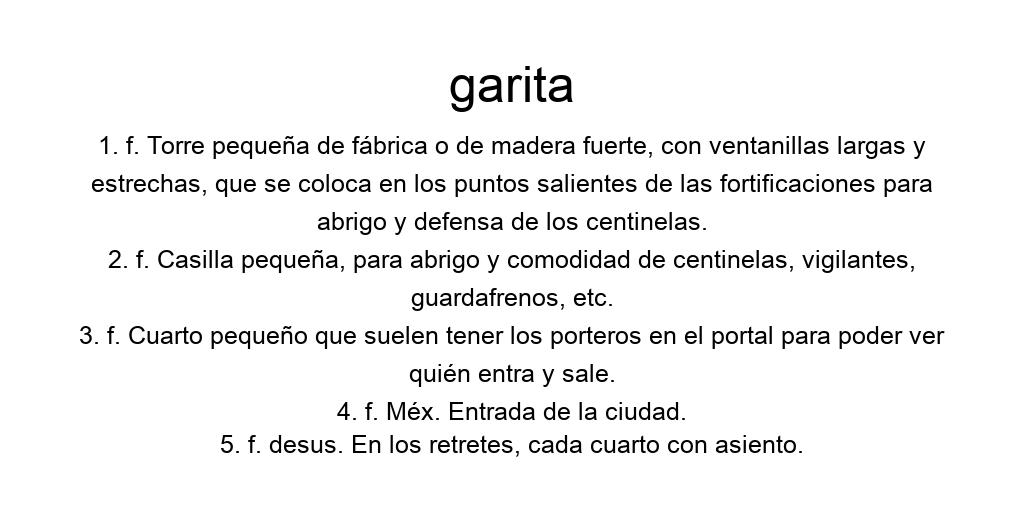 garita
1. f. Torre pequeña de fábrica o de madera fuerte, con ventanillas largas y
estrechas, que se coloca en los puntos salientes de las fortificaciones para
abrigo y defensa de los centinelas.
2. f. Casilla pequeña, para abrigo y comodidad de centinelas, vigilantes,
guardafrenos, etc.
3. f. Cuarto pequeño que suelen tener los porteros en el portal para poder ver
quién entra y sale.
4. f. Méx. Entrada de la ciudad.
5. f. desus. En los retretes, cada cuarto con asiento.